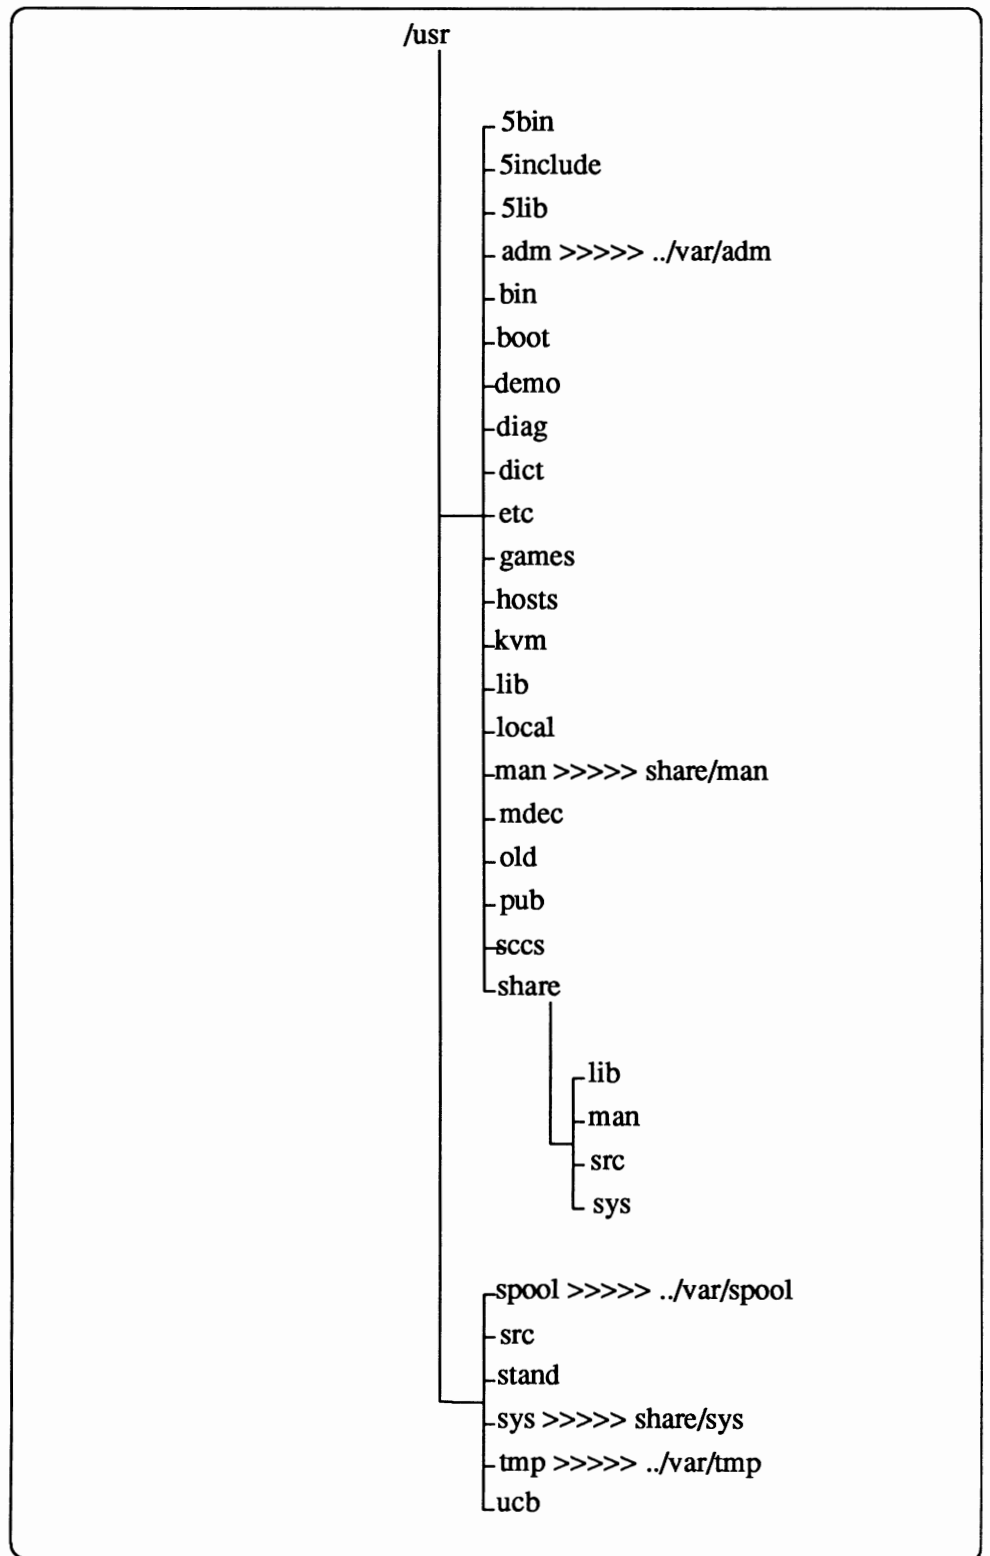 /usr
5bin
5include
5lib
adm >>>>> ../var/adm
bin
boot
demo
diag
dict
etc
games
hosts
kvm
lib
local
man >>>>> share/man
mdec
old
pub
sccs
share
lib
man
src
sys
spool >>>>> ../var/spool
src
stand
sys >>>>> share/sys
tmp >>>>> ../var/tmp
ucb